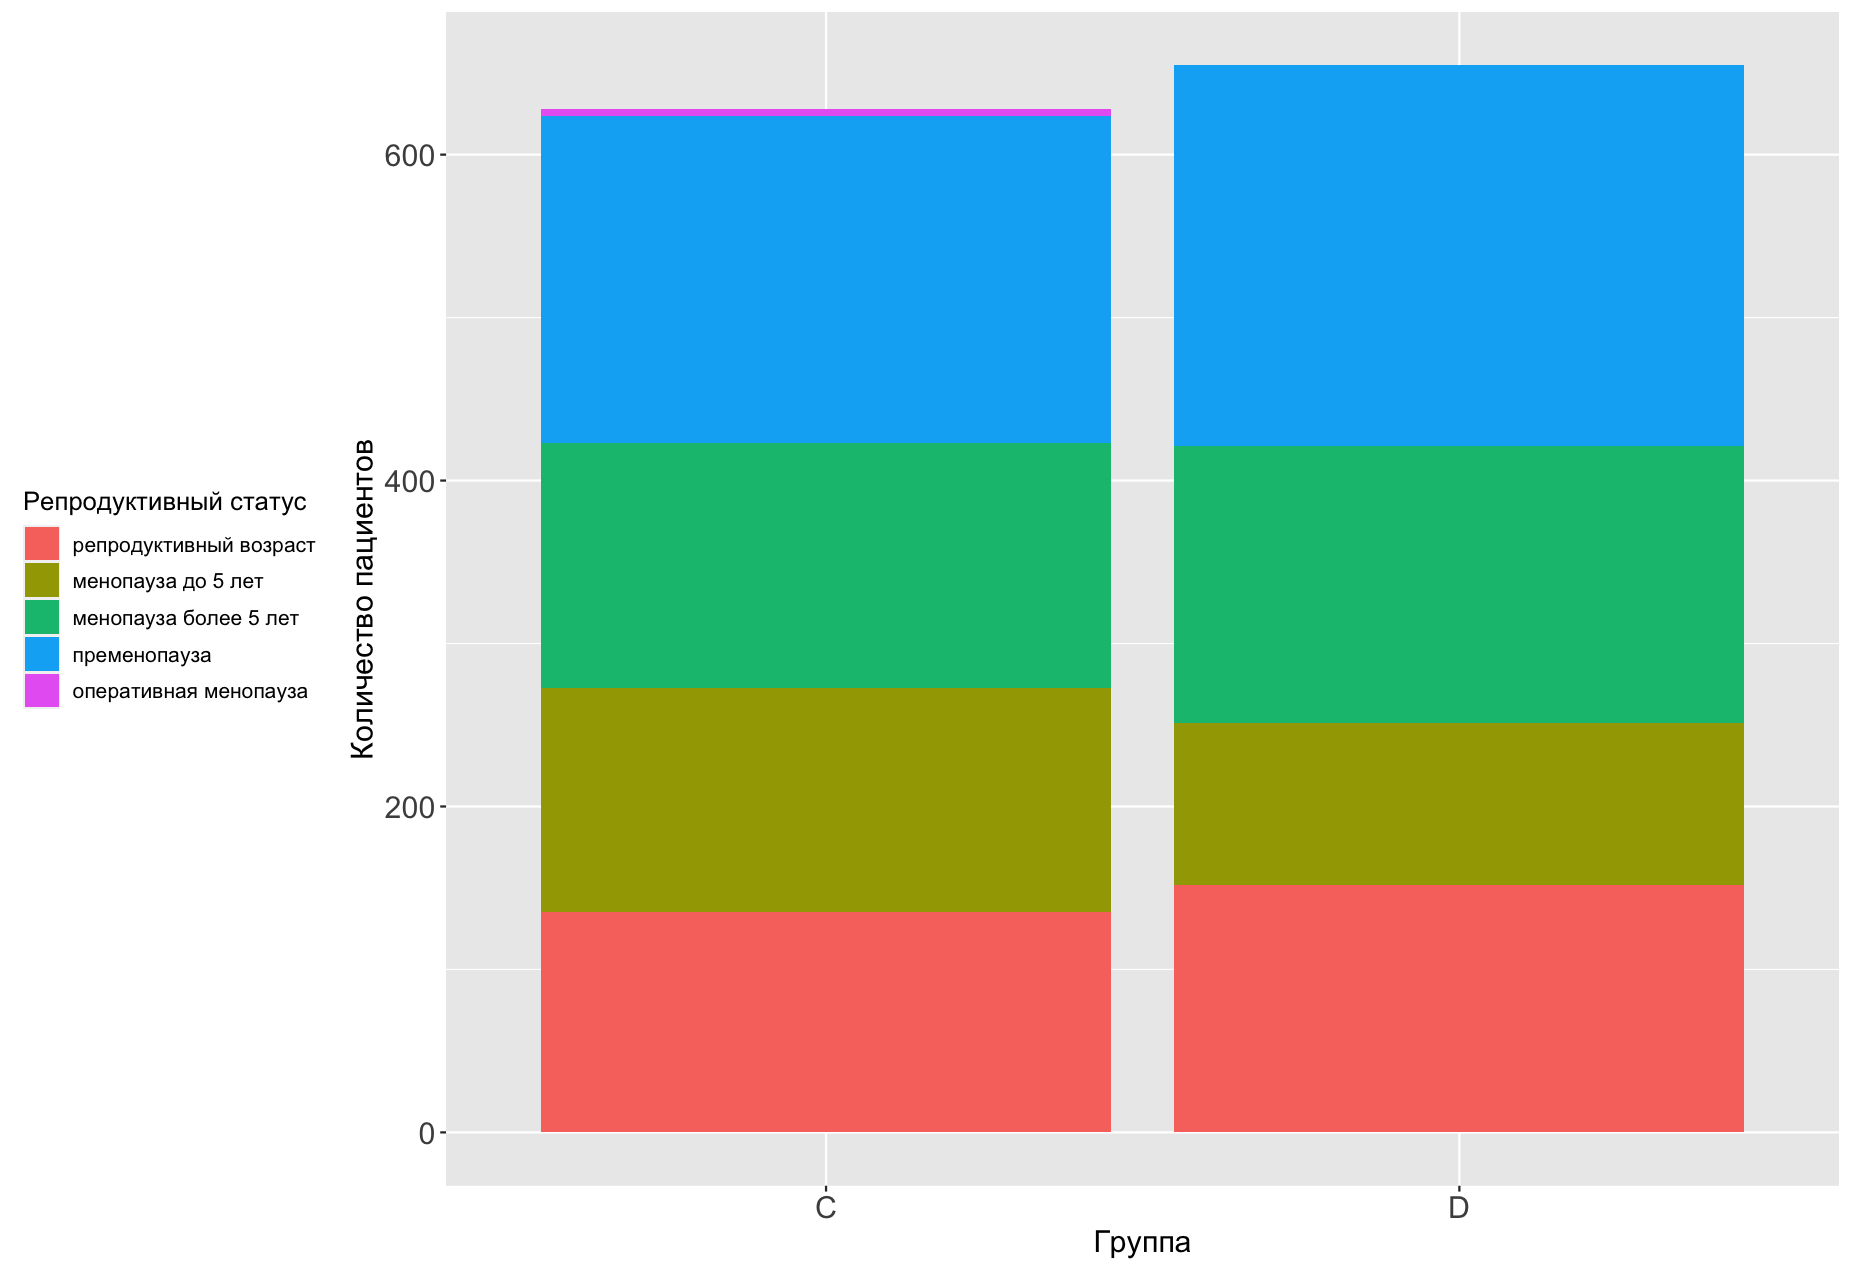 Репродуктивный статус
репродуктивный возраст
менопауза до 5 лет
менопауза более 5 лет
пременопауза
оперативная менопауза
Количество пациентов
600
400
200
0
C
D
Группа